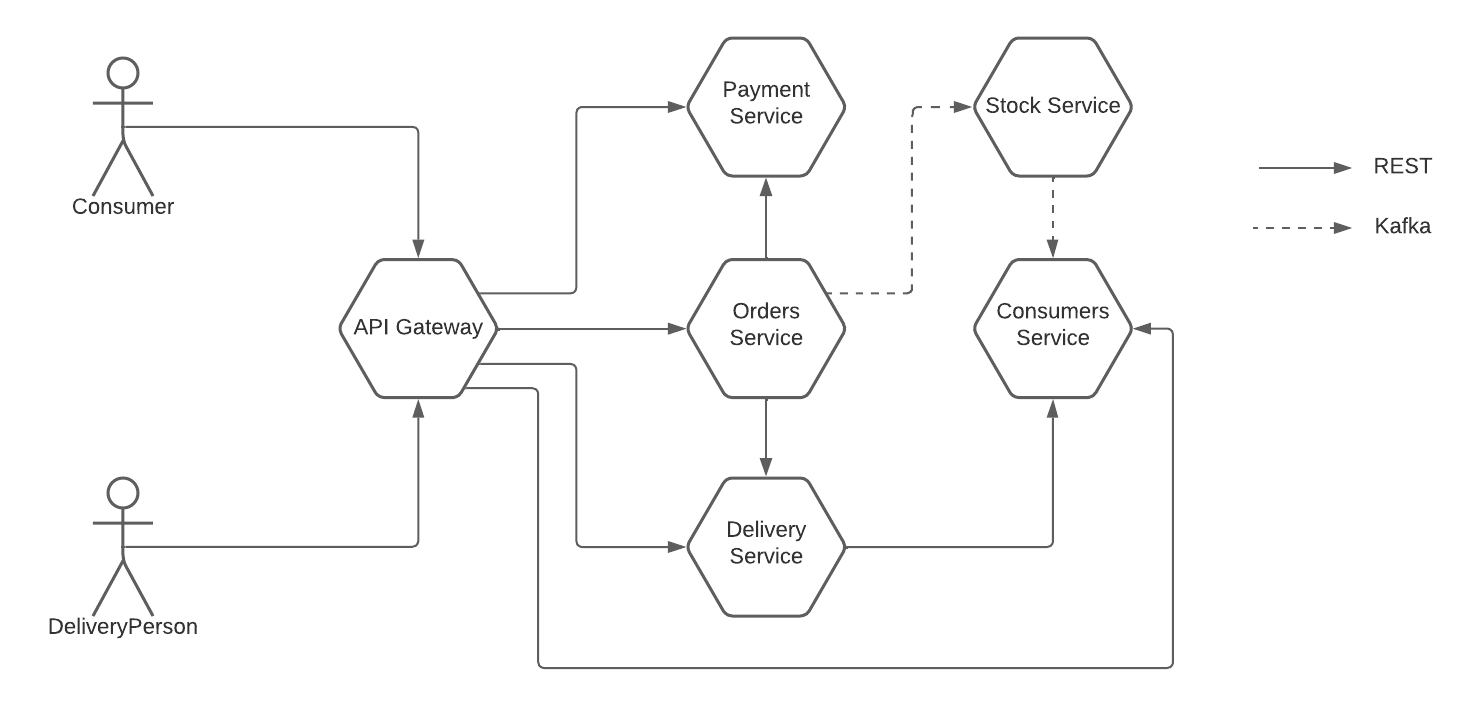 Payment
Service
Stock Service
REST
Consumer
Kafka
API Gateway
Orders
Service
Consumers
Service
Delivery
Service
DeliveryPerson